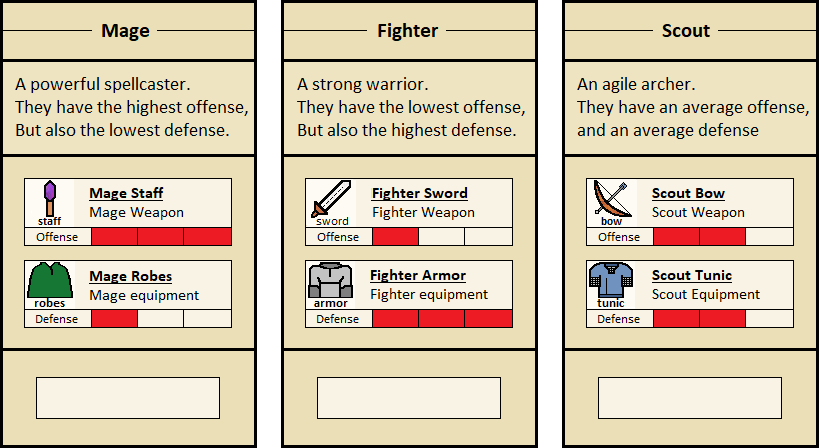 Mage
A powerful spellcaster.
They have the highest offense,
But also the lowest defense.
Mage Staff
Mage Weapon
staff
Offense
Mage Robes
Mage equipment
robes
Defense
Fighter
A strong warrior.
They have the lowest offense,
But also the highest defense.
Fighter Sword
Fighter Weapon
sword
Offense
Fighter Armor
Fighter equipment
armor
Defense
Scout
An agile archer.
They have an average offense,
and an average defense
Scout Bow
Scout Weapon
bow
Offense
Scout Tunic
Scout Equipment
tunic
Defense